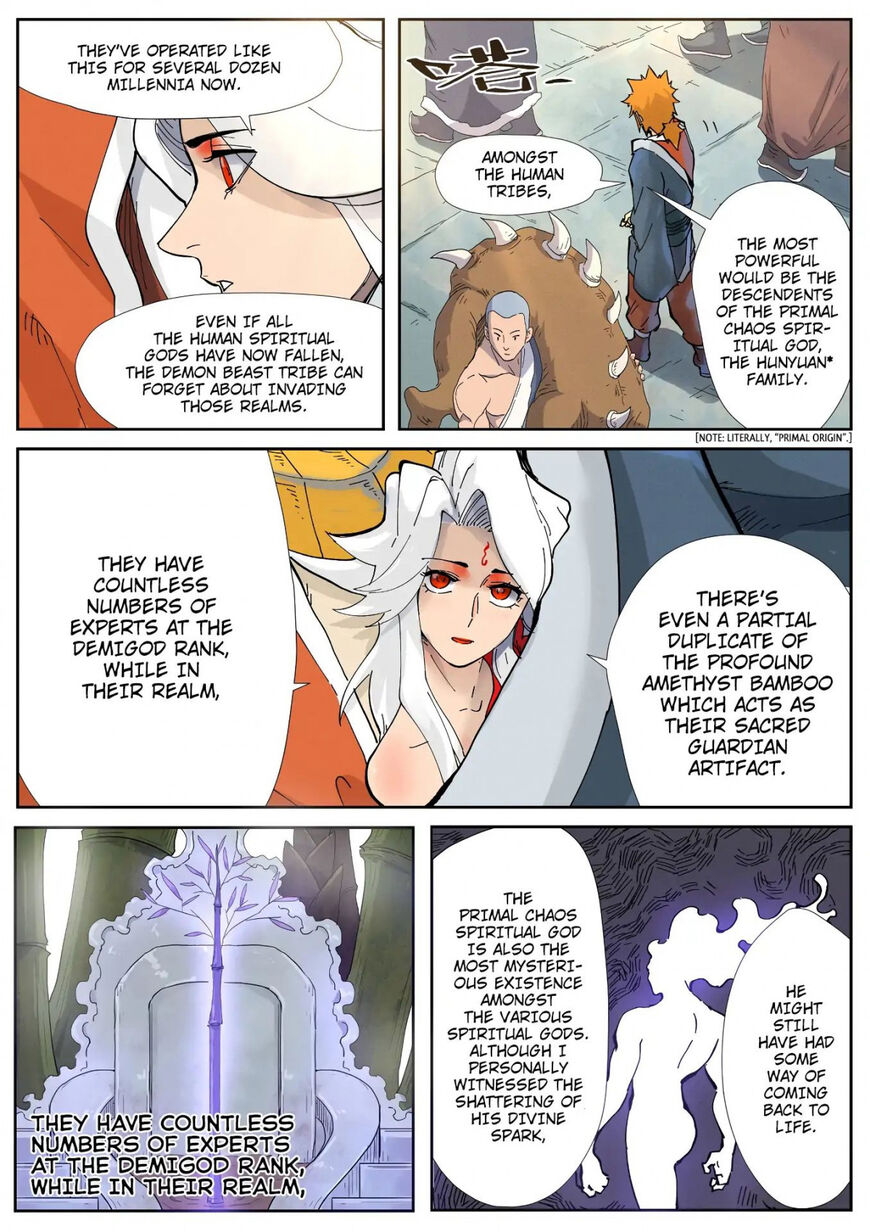 THEY'VE OPERATED LIKE
THIS FOR SEVERAL DOZEN
MILLENNIA NOW.
EVEN IF ALL
THE HUMAN SPIRITUAL
GODS HAVE NOW FALLEN,
THE DEMON BEAST TRIBE CAN
FORGET ABOUT INVADING
THOSE REALMS.
嗒
AMONGST
THE HUMAN
TRIBES,
THE MOST
POWERFUL
WOULD BE THE
DESCENDENTS
OF THE PRIMAL
CHAOS SPIR-
ITUAL GOD,
THE HUNYUAN*
FAMILY.
[NOTE: LITERALLY, "PRIMAL ORIGIN".]
THEY HAVE
COUNTLESS
NUMBERS OF
EXPERTS AT THE
DEMIGOD RANK,
WHILE IN
THEIR REALM,
THERE'S
EVEN A PARTIAL
DUPLICATE OF
THE PROFOUND
AMETHYST BAMBOO
WHICH ACTS AS
THEIR SACRED
GUARDIAN
ARTIFACT.
THEY HAVE COUNTLESS
NUMBERS OF EXPERTS
AT THE DEMIGOD RANK,
WHILE IN THEIR REALM,
THE
PRIMAL CHAOS
SPIRITUAL GOD
IS ALSO THE
MOST MYSTERI-
OUS EXISTENCE
AMONGST
THE VARIOUS
SPIRITUAL GODS.
ALTHOUGH I
PERSONALLY
WITNESSED THE
SHATTERING OF
HIS DIVINE
SPARK,
HE
MIGHT
STILL
HAVE HAD
SOME
WAY OF
COMING
BACK TO
LIFE.